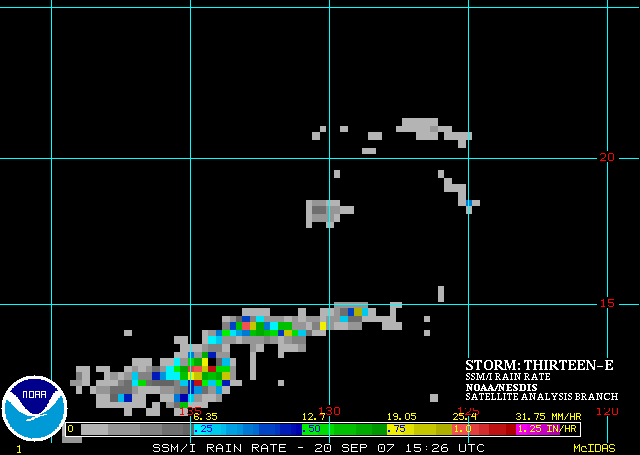 20
15
STORM: THIRTEEN-E
SSM/I RAIN RATE
NOAA/NESDIS
SATELLITE ANALYSIS BRANCH
NOAA
135 130 125 120
6.35 12.7 19.05 25.4 31.75 MM/HR
0 .25 .50 .75 1.0 1.25 IN/HR
1 SSM/I RAIN RATE - 20 SEP 07 15:26 UTC McIDAS